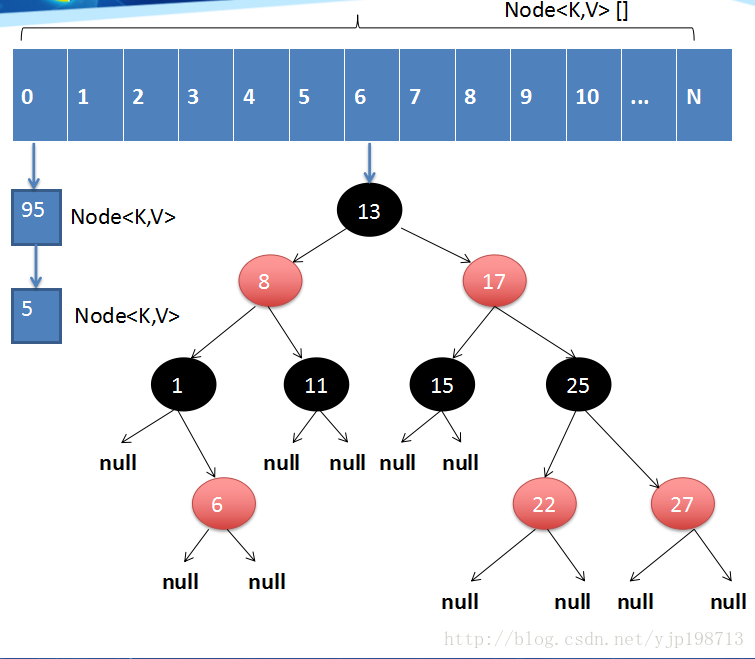 Node<K,V> []
0 1 2 3 4 5 6 7 8 9 10 ... N
95 Node<K,V>
13
8 17
5 Node<K,V>
1 11 15 25
null null null null null
6 22 27
null null null null null null
http://blog.csdn.net/yjp198713